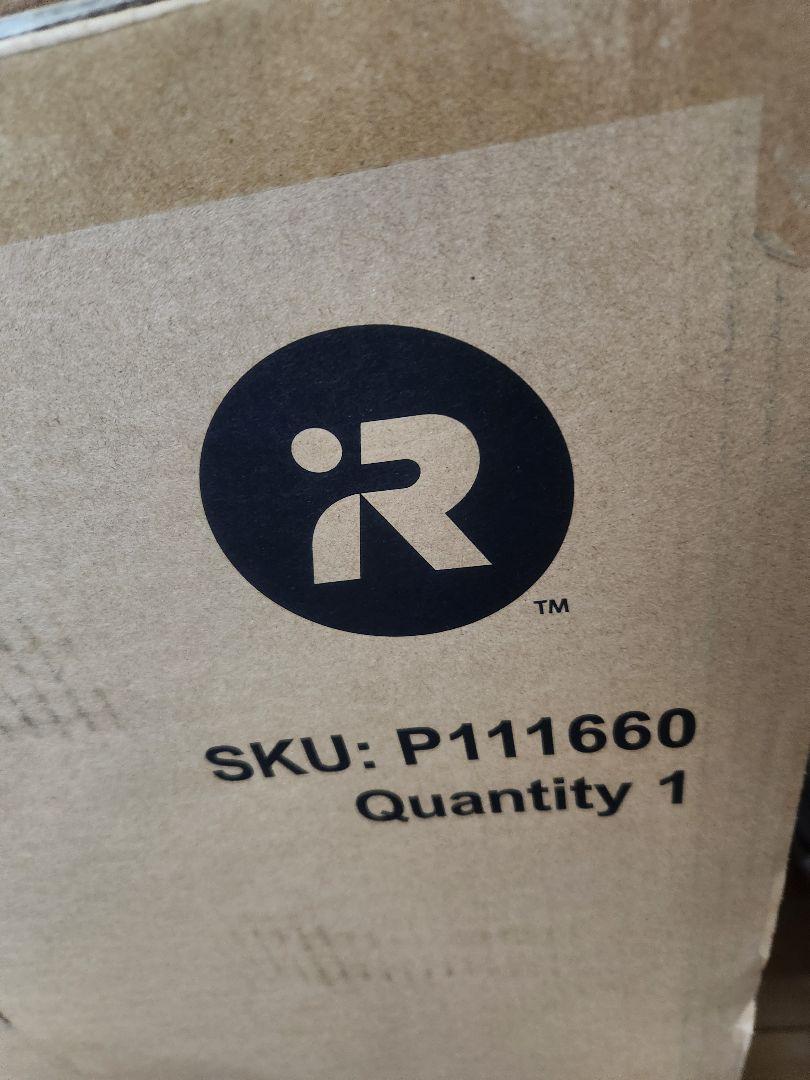 iR
TM
SKU: P111660
Quantity 1